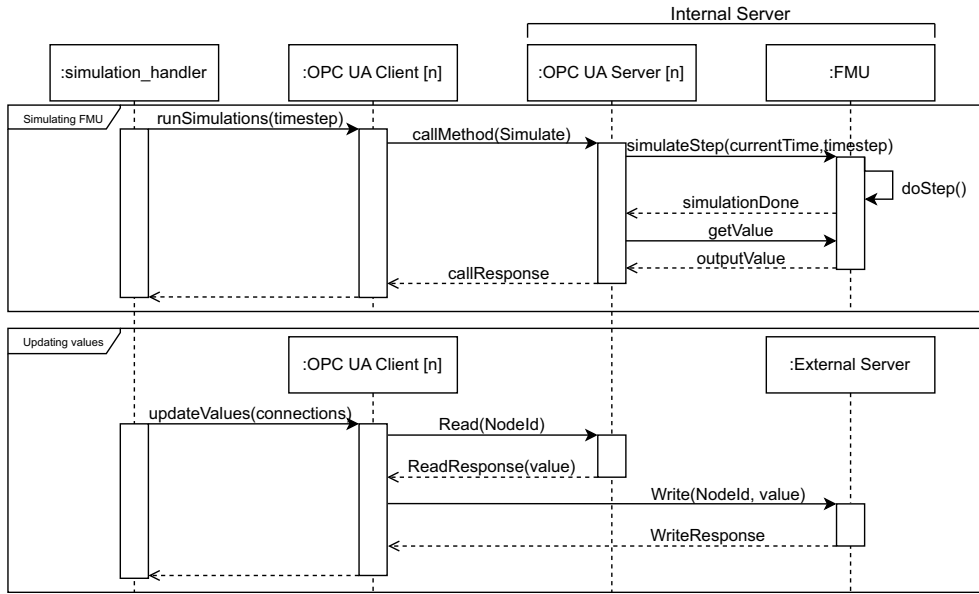 Internal Server
:simulation_handler
:OPC UA Client [n]
:OPC UA Server [n]
:FMU
Simulating FMU
runSimulations(timestep)
callMethod(Simulate)
simulateStep(currentTime,timestep)
doStep()
simulationDone
getValue
outputValue
callResponse
Updating values
:OPC UA Client [n]
:External Server
updateValues(connections)
Read(NodeId)
ReadResponse(value)
Write(NodeId, value)
WriteResponse